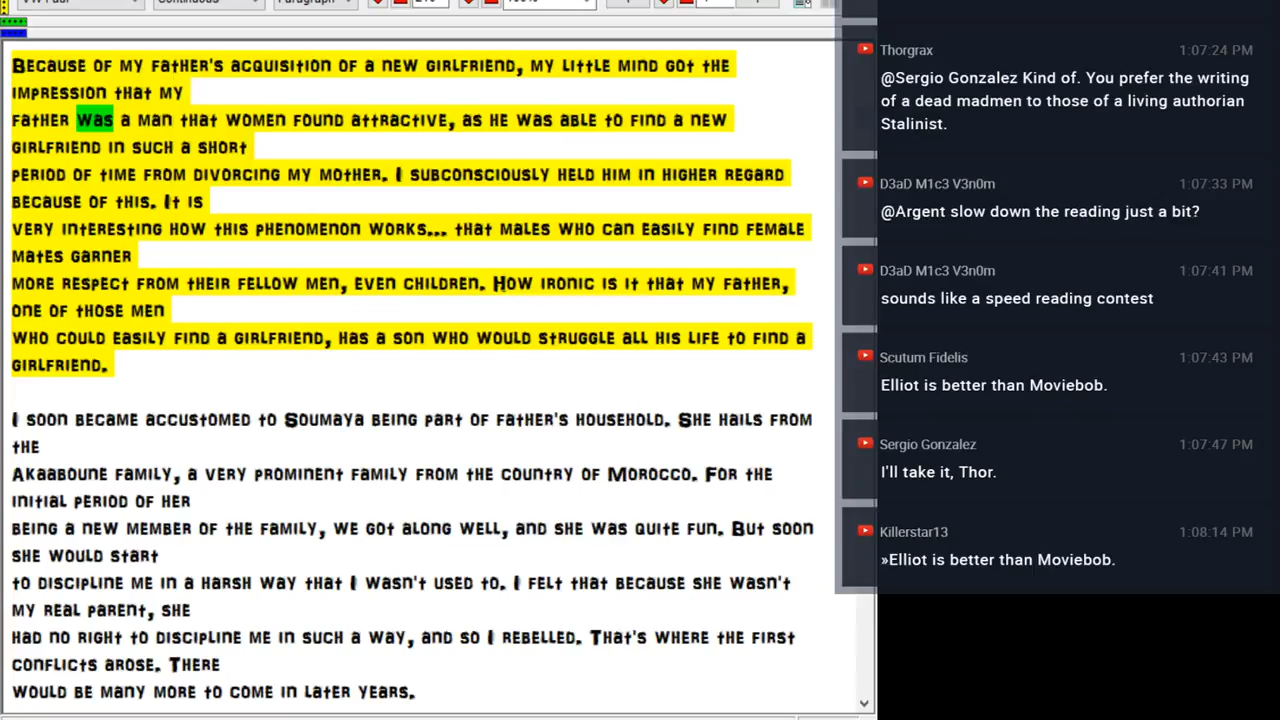 VW Paul
Continuous
Paragraph
Because of my father's acquisition of a new girlfriend, my little mind got the
impression that my
father was a man that women found attractive, as he was able to find a new
girlfriend in such a short
period of time from divorcing my mother. I subconsciously held him in higher regard
because of this. It is
very interesting how this phenomenon works... that males who can easily find female
mates garner
more respect from their fellow men, even children. How ironic is it that my father,
one of those men
who could easily find a girlfriend, has a son who would struggle all his life to find a
girlfriend.
I soon became accustomed to Soumaya being part of father's household. She hails from
the
Akaaboune family, a very prominent family from the country of Morocco. For the
initial period of her
being a new member of the family, we got along well, and she was quite fun. But soon
she would start
to discipline me in a harsh way that I wasn't used to. I felt that because she wasn't
my real parent, she
had no right to discipline me in such a way, and so I rebelled. That's where the first
conflicts arose. There
would be many more to come in later years.
Thorgrax 1:07:24 PM
@Sergio Gonzalez Kind of. You prefer the writing
of a dead madmen to those of a living authorian
Stalinist.
D3aD M1c3 V3n0m 1:07:33 PM
@Argent slow down the reading just a bit?
D3aD M1c3 V3n0m 1:07:41 PM
sounds like a speed reading contest
Scutum Fidelis 1:07:43 PM
Elliot is better than Moviebob.
Sergio Gonzalez 1:07:47 PM
I'll take it, Thor.
Killerstar13 1:08:14 PM
»Elliot is better than Moviebob.